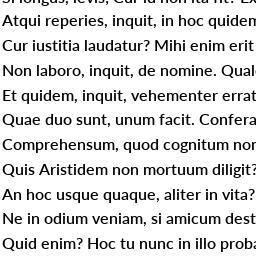 Si longus, levis; Cur id non ita fit?
Atqui reperies, inquit, in hoc quidem
Cur iustitia laudatur? Mihi enim erit
Non laboro, inquit, de nomine.
Et quidem, inquit, vehementer errat
Quae duo sunt, unum facit.
Comprehensum, quod cognitum non
Quis Aristidem non mortuum diligit?
An hoc usque quaque, aliter in vita?
Ne in odium veniam, si amicum dest
Quid enim? Hoc tu nunc in illo proba